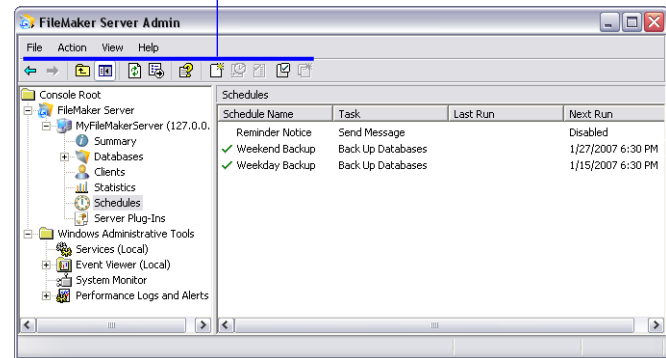 FileMaker Server Admin
File Action View Help
Console Root
FileMaker Server
MyFileMakerServer (127.0.0.
Summary
Databases
Clients
Statistics
Schedules
Server Plug-Ins
Windows Administrative Tools
Services (Local)
Event Viewer (Local)
System Monitor
Performance Logs and Alerts
Schedules
Schedule Name Task Last Run Next Run
Reminder Notice Send Message Disabled
Weekend Backup Back Up Databases 1/27/2007 6:30 PM
Weekday Backup Back Up Databases 1/15/2007 6:30 PM